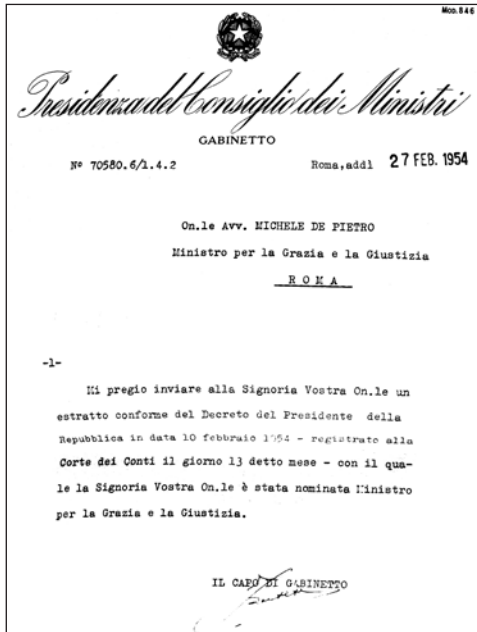 Mod. 846
Presidenza del Consiglio dei Ministri
GABINETTO
Nº 70580.6/1.4.2 Roma, addì 27 FEB. 1954
On.le Avv. MICHELE DE PIETRO
Ministro per la Grazia e la Giustizia
ROMA
-1-
Mi pregio inviare alla Signoria Vostra On.le un
estratto conforme del Decreto del Presidente della
Repubblica in data 10 febbraio 1954 - registrato alla
Corte dei Conti il giorno 13 detto mese - con il qua-
le la Signoria Vostra On.le è stata nominata Ministro
per la Grazia e la Giustizia.
IL CAPO DI GABINETTO